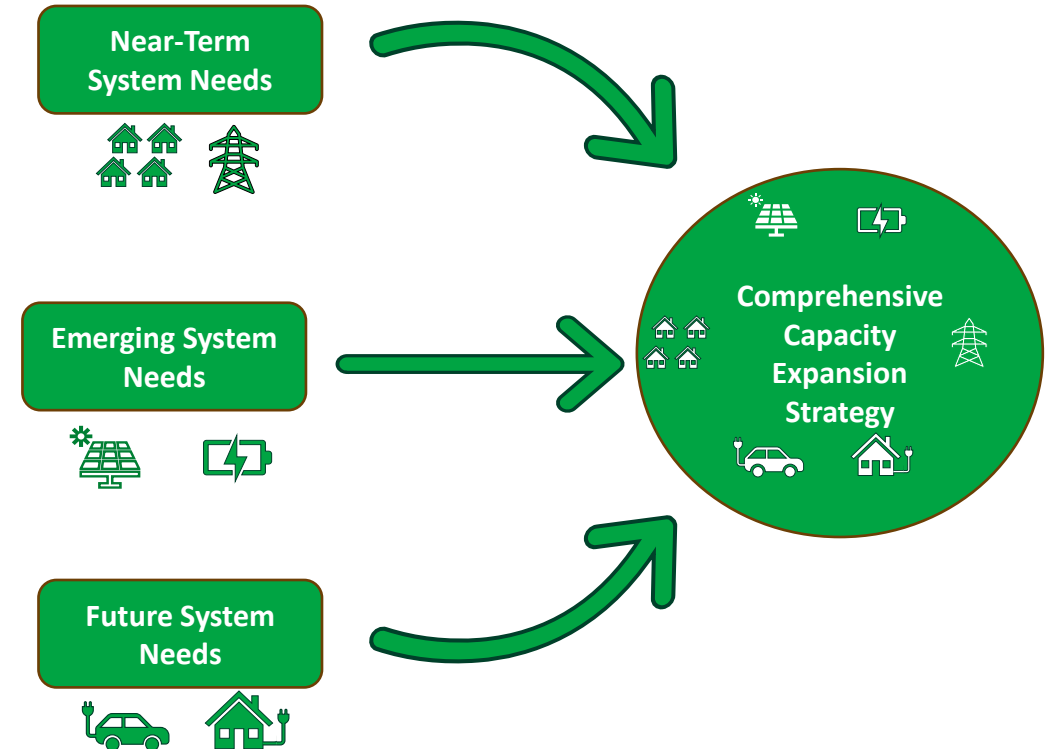 Near-Term
System Needs
Emerging System
Needs
Future System
Needs
Comprehensive
Capacity
Expansion
Strategy